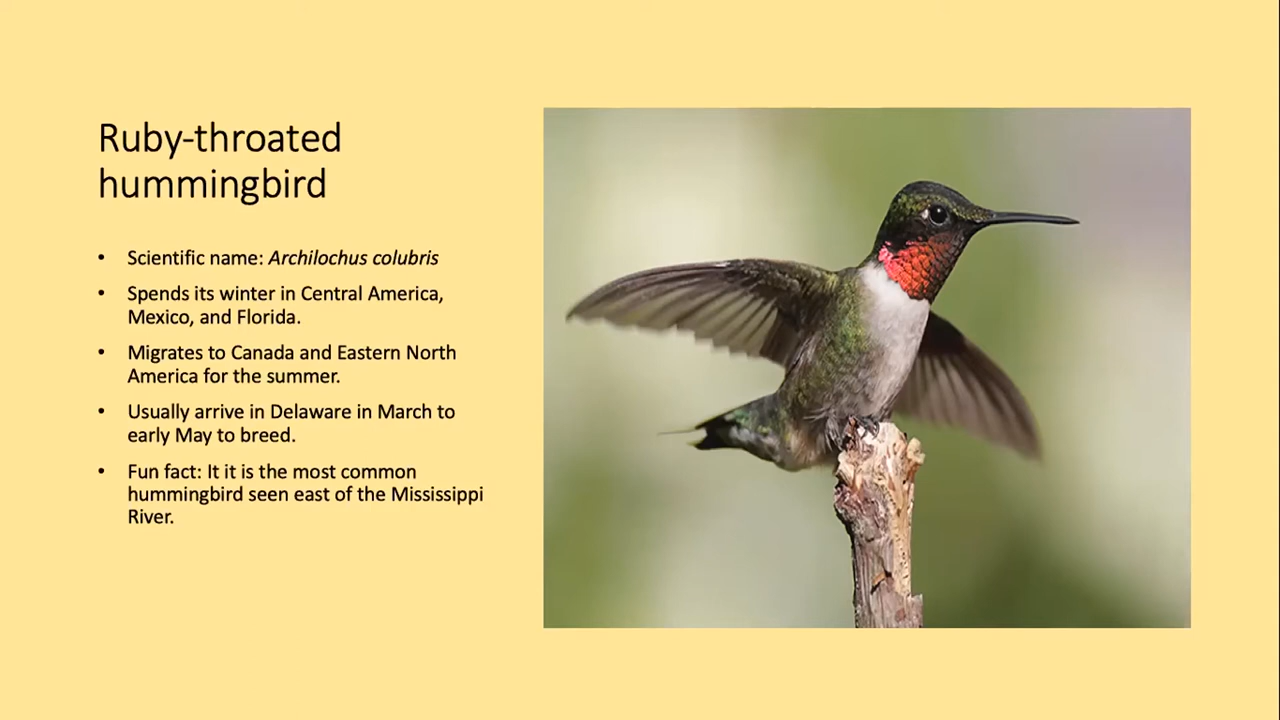 Ruby-throated
hummingbird
• Scientific name: Archilochus colubris
• Spends its winter in Central America,
Mexico, and Florida.
• Migrates to Canada and Eastern North
America for the summer.
• Usually arrive in Delaware in March to
early May to breed.
• Fun fact: It it is the most common
hummingbird seen east of the Mississippi
River.